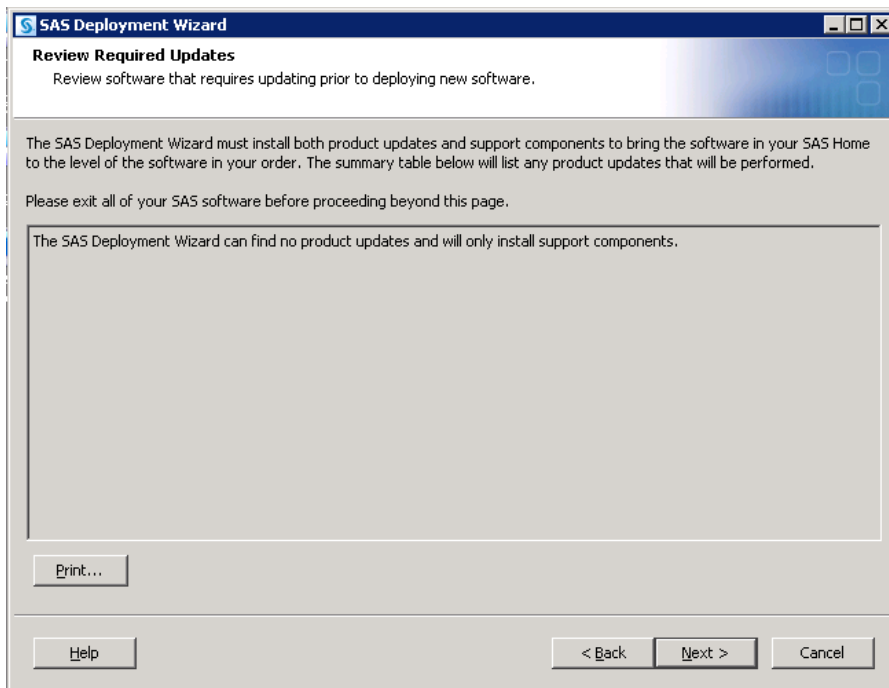 SAS Deployment Wizard
Review Required Updates
Review software that requires updating prior to deploying new software.
The SAS Deployment Wizard must install both product updates and support components to bring the software in your SAS Home
to the level of the software in your order. The summary table below will list any product updates that will be performed.
Please exit all of your SAS software before proceeding beyond this page.
The SAS Deployment Wizard can find no product updates and will only install support components.
Print...
Help
< Back
Next >
Cancel